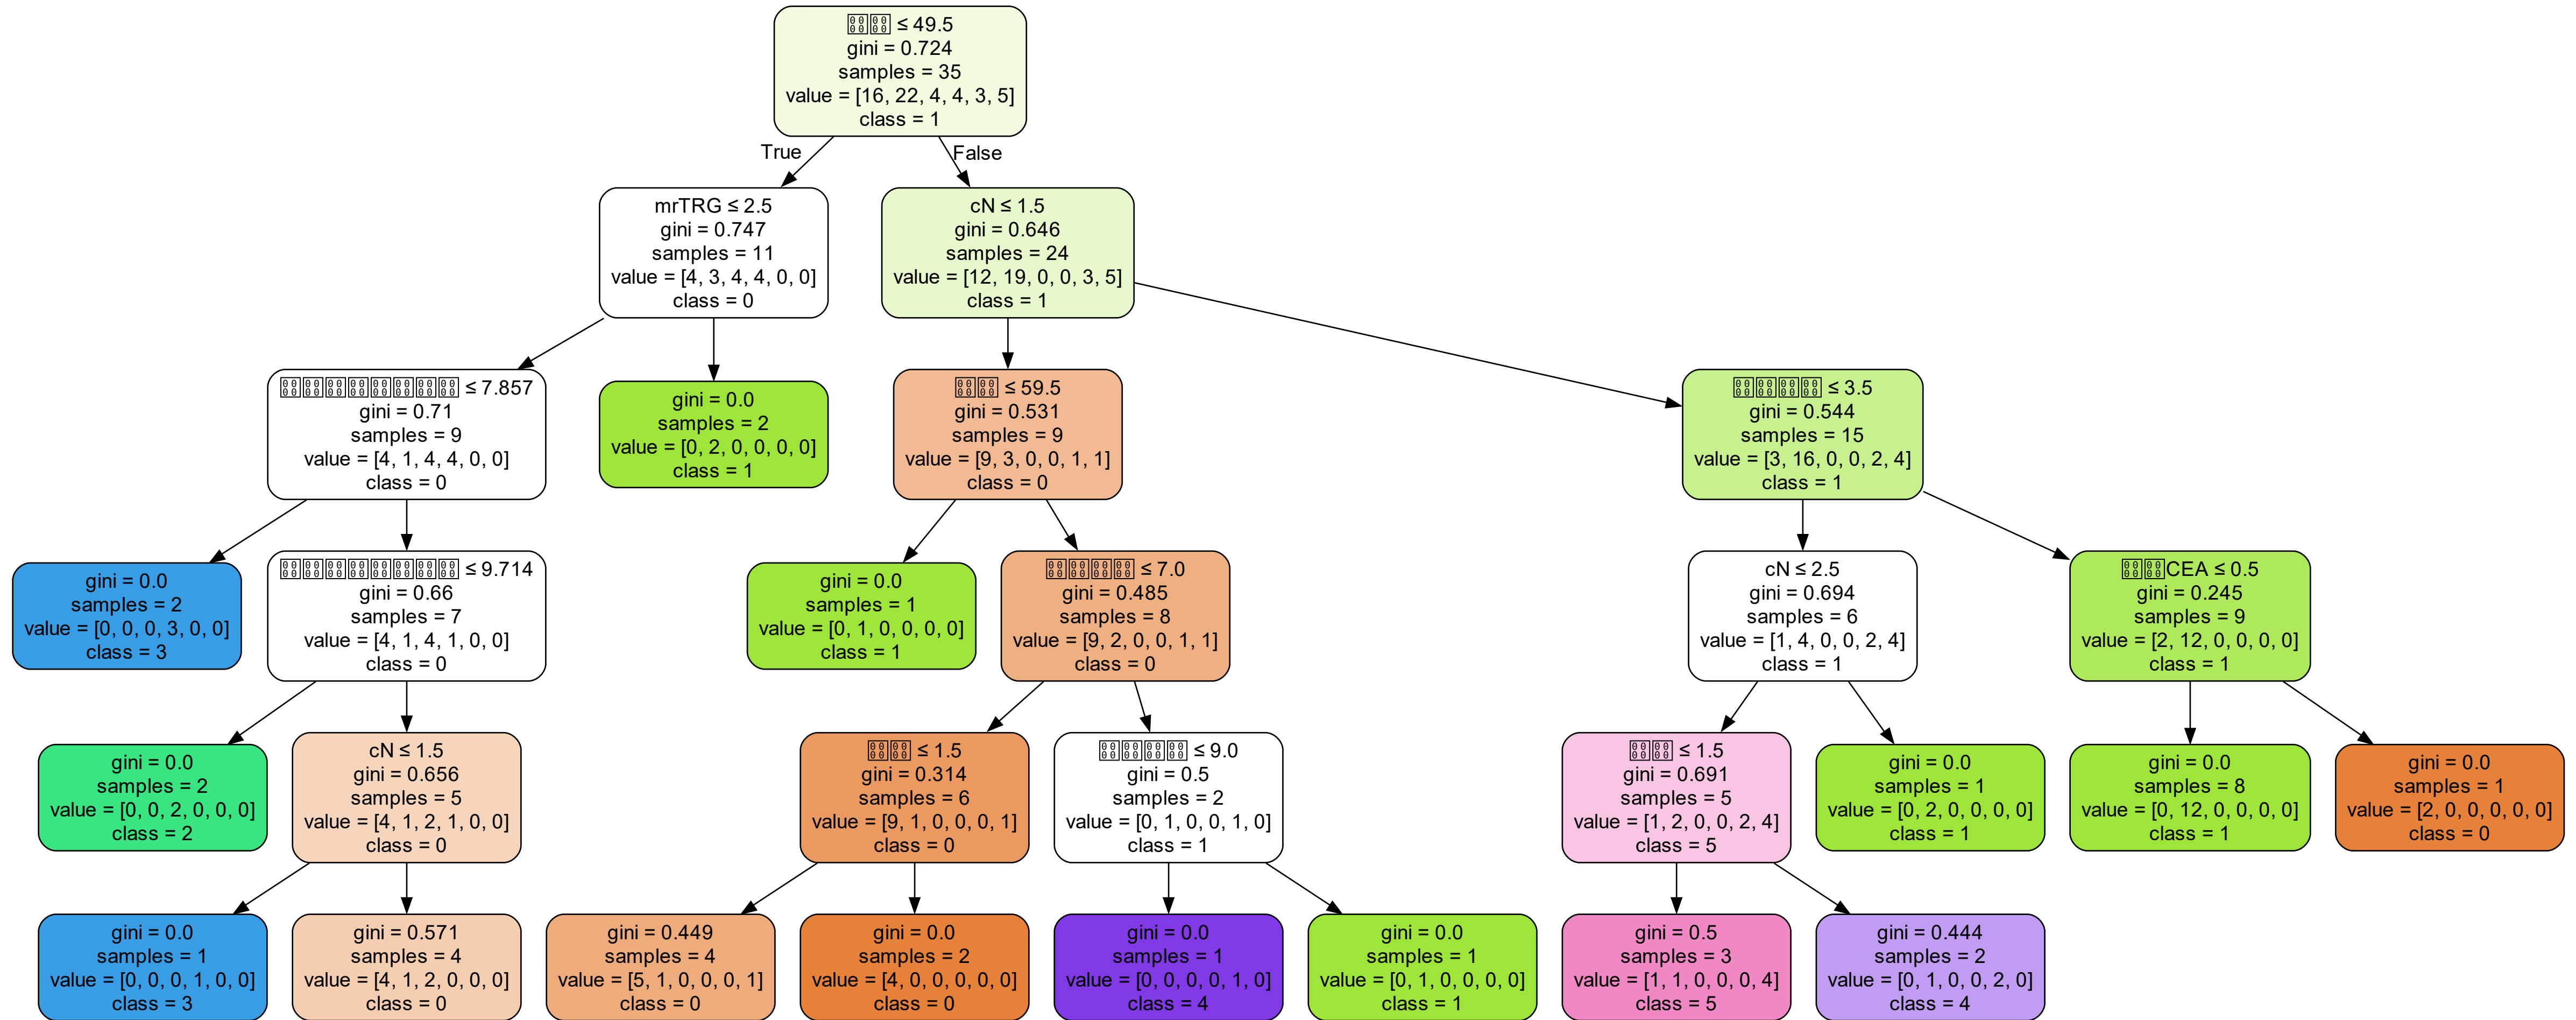 ≤ 49.5
gini = 0.724
samples = 35
value = [16, 22, 4, 4, 3, 5]
class = 1
True
False
mrTRG ≤ 2.5
gini = 0.747
samples = 11
value = [4, 3, 4, 4, 0, 0]
class = 0
cN ≤ 1.5
gini = 0.646
samples = 24
value = [12, 19, 0, 0, 3, 5]
class = 1
≤ 7.857
gini = 0.71
samples = 9
value = [4, 1, 4, 4, 0, 0]
class = 0
gini = 0.0
samples = 2
value = [0, 2, 0, 0, 0, 0]
class = 1
≤ 59.5
gini = 0.531
samples = 9
value = [9, 3, 0, 0, 1, 1]
class = 0
≤ 3.5
gini = 0.544
samples = 15
value = [3, 16, 0, 0, 2, 4]
class = 1
gini = 0.0
samples = 2
value = [0, 0, 0, 3, 0, 0]
class = 3
≤ 9.714
gini = 0.66
samples = 7
value = [4, 1, 4, 1, 0, 0]
class = 0
gini = 0.0
samples = 1
value = [0, 1, 0, 0, 0, 0]
class = 1
≤ 7.0
gini = 0.485
samples = 8
value = [9, 2, 0, 0, 1, 1]
class = 0
cN ≤ 2.5
gini = 0.694
samples = 6
value = [1, 4, 0, 0, 2, 4]
class = 1
CEA ≤ 0.5
gini = 0.245
samples = 9
value = [2, 12, 0, 0, 0, 0]
class = 1
gini = 0.0
samples = 2
value = [0, 0, 2, 0, 0, 0]
class = 2
cN ≤ 1.5
gini = 0.656
samples = 5
value = [4, 1, 2, 1, 0, 0]
class = 0
≤ 1.5
gini = 0.314
samples = 6
value = [9, 1, 0, 0, 0, 1]
class = 0
≤ 9.0
gini = 0.5
samples = 2
value = [0, 1, 0, 0, 1, 0]
class = 1
≤ 1.5
gini = 0.691
samples = 5
value = [1, 2, 0, 0, 2, 4]
class = 5
gini = 0.0
samples = 1
value = [0, 2, 0, 0, 0, 0]
class = 1
gini = 0.0
samples = 8
value = [0, 12, 0, 0, 0, 0]
class = 1
gini = 0.0
samples = 1
value = [2, 0, 0, 0, 0, 0]
class = 0
gini = 0.0
samples = 1
value = [0, 0, 0, 1, 0, 0]
class = 3
gini = 0.571
samples = 4
value = [4, 1, 2, 0, 0, 0]
class = 0
gini = 0.449
samples = 4
value = [5, 1, 0, 0, 0, 1]
class = 0
gini = 0.0
samples = 2
value = [4, 0, 0, 0, 0, 0]
class = 0
gini = 0.0
samples = 1
value = [0, 0, 0, 0, 1, 0]
class = 4
gini = 0.0
samples = 1
value = [0, 1, 0, 0, 0, 0]
class = 1
gini = 0.5
samples = 3
value = [1, 1, 0, 0, 0, 4]
class = 5
gini = 0.444
samples = 2
value = [0, 1, 0, 0, 2, 0]
class = 4